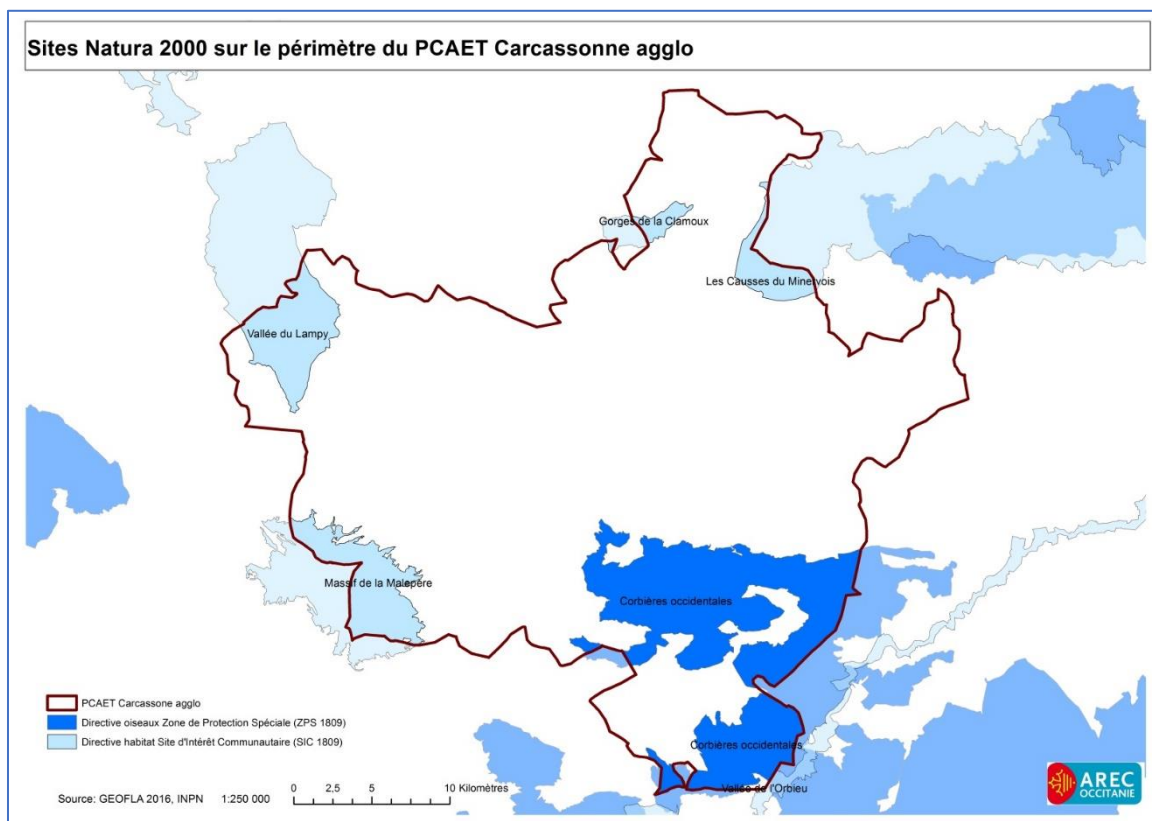 Sites Natura 2000 sur le périmètre du PCAET Carcassonne agglo
Gorges de la Clamoux
Les Causses du Minervois
Vallée du Lampy
Massif de la Malepère
Corbières occidentales
Corbières occidentales
Vallée de l'Orbieu
PCAET Carcassone agglo
Directive oiseaux Zone de Protection Spéciale (ZPS 1809)
Directive habitat Site d'Intérêt Communautaire (SIC 1809)
Source: GEOFLA 2016, INPN 1:250 000
0 2,5 5 10 Kilomètres
AREC
OCCITANIE